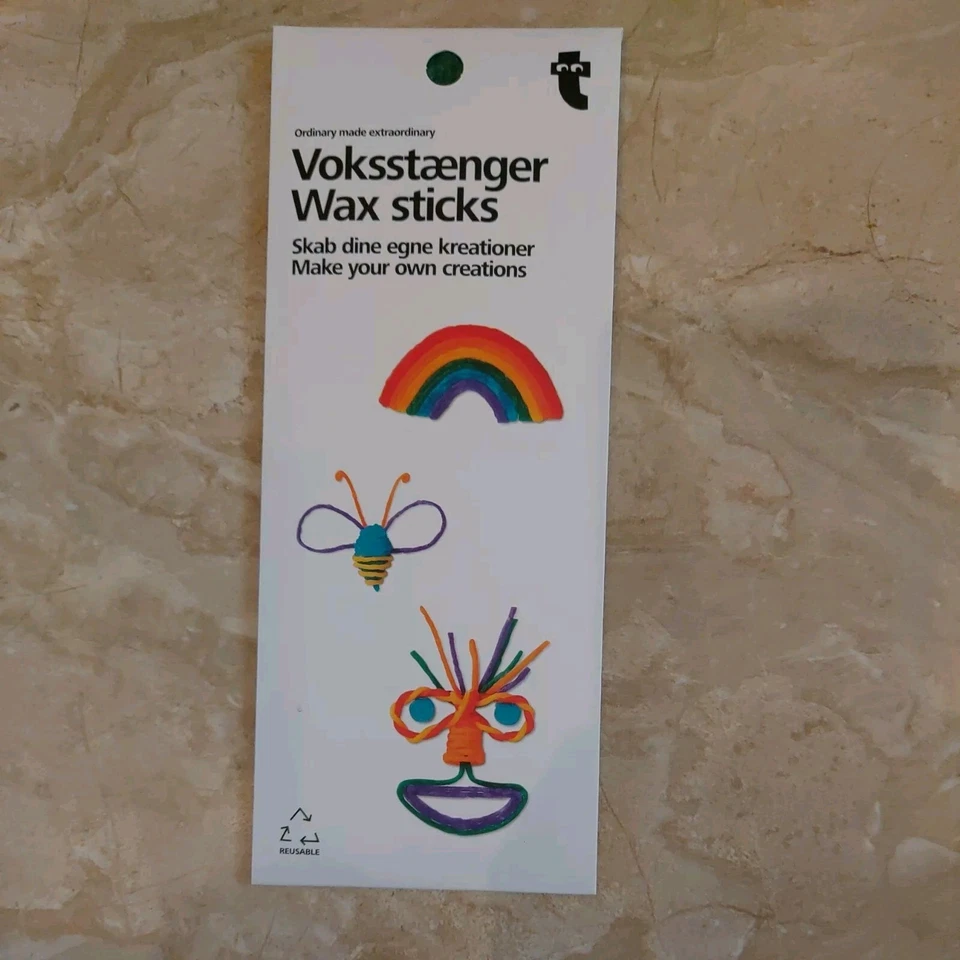 Ordinary made extraordinary
Voksstænger
Wax sticks
Skab dine egne kreationer
Make your own creations
REUSABLE